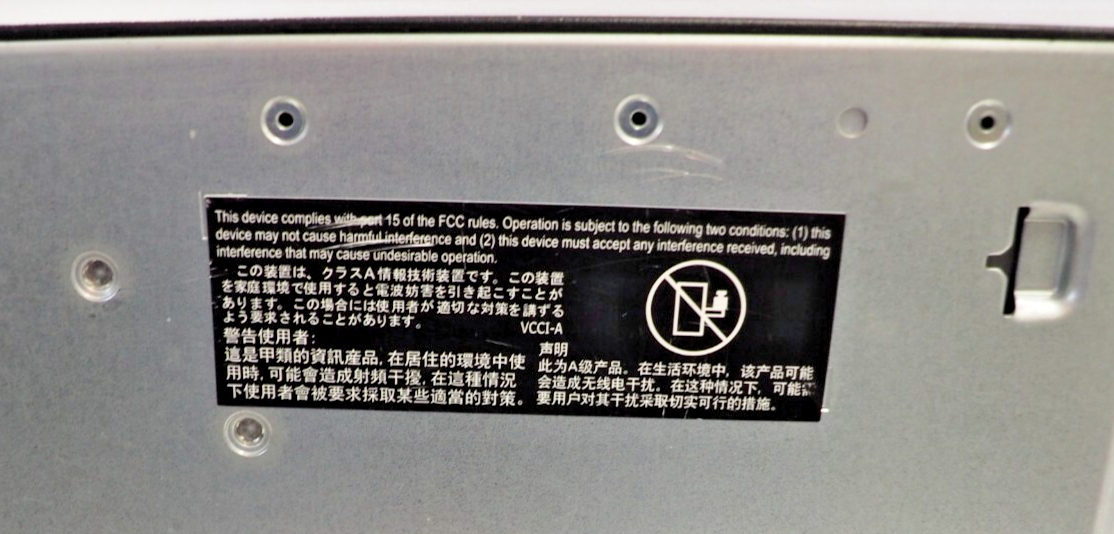 This device complies with part 15 of the FCC rules. Operation is subject to the following two conditions: (1) this
device may not cause harmful interference and (2) this device must accept any interference received, including
interference that may cause undesirable operation.
この装置は、クラスA情報技術装置です。この装置
を家庭環境で使用すると電波妨害を引き起こすことが
あります。この場合には使用者が適切な対策を講ずる
よう要求されることがあります。
VCCI-A
警告使用者:
這是甲類的資訊産品, 在居住的環境中使
用時, 可能會造成射頻干擾, 在這種情況
下使用者會被要求採取某些適當的對策。
声明
此为A级产品。在生活环境中, 该产品可能
会造成无线电干扰。在这种情况下, 可能
要用户对其干扰采取切实可行的措施。